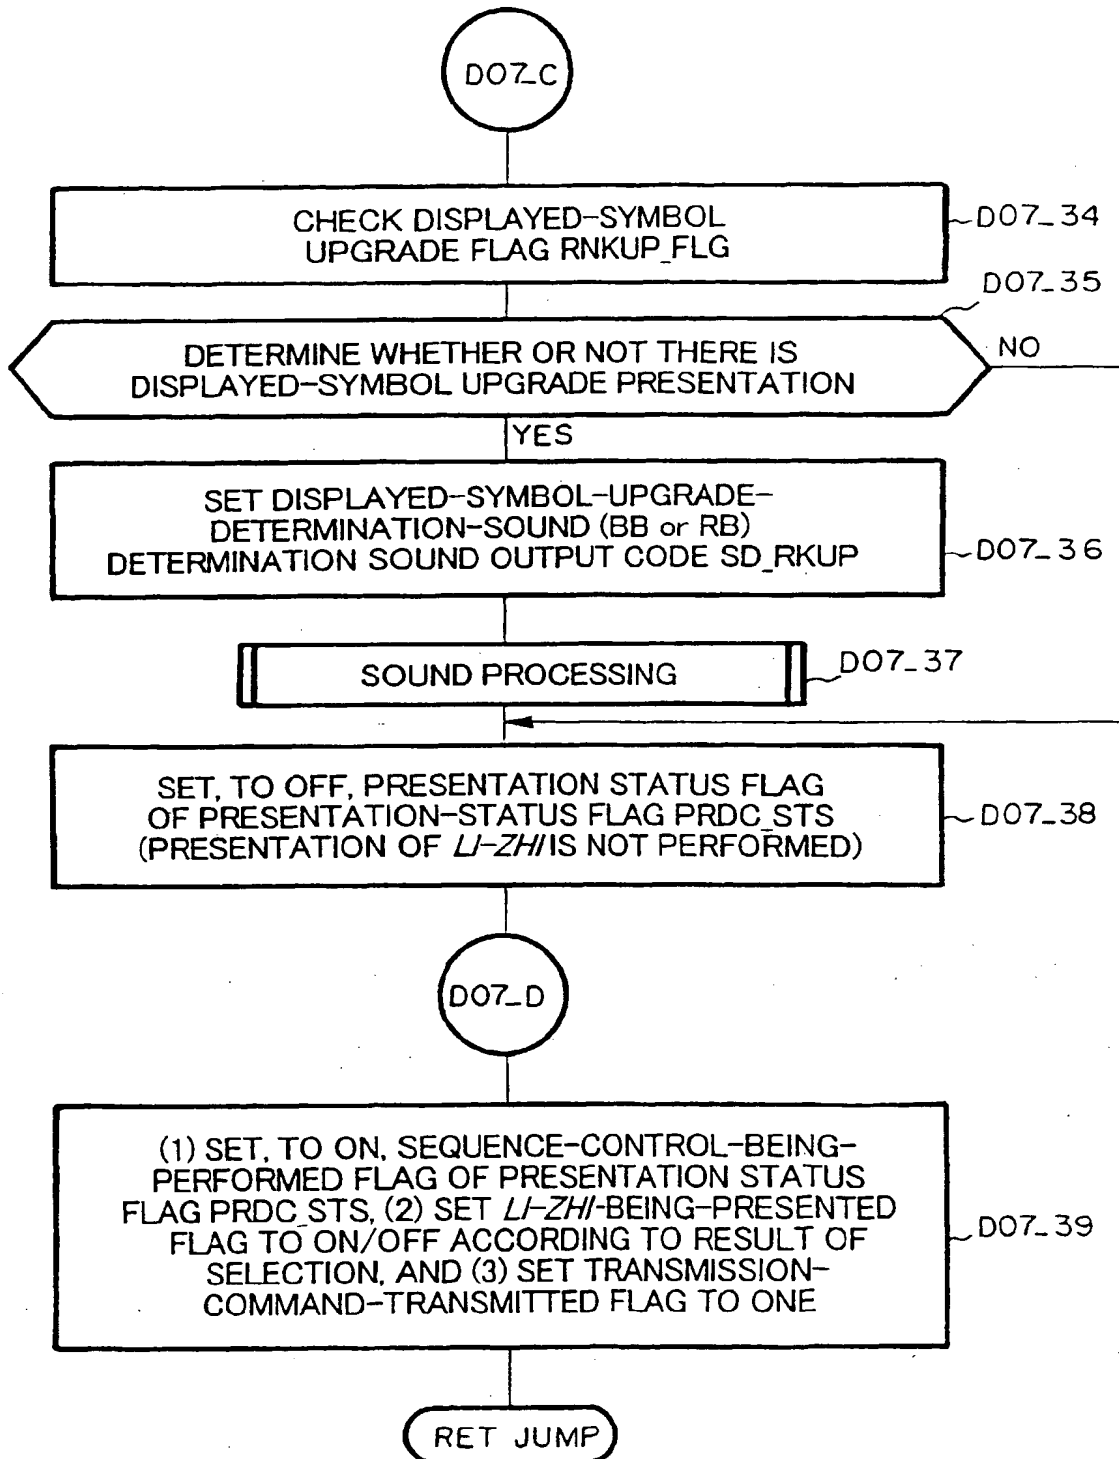 D07_C
CHECK DISPLAYED-SYMBOL
UPGRADE FLAG RNKUP_FLG
D07_34
D07_35
DETERMINE WHETHER OR NOT THERE IS
DISPLAYED-SYMBOL UPGRADE PRESENTATION
NO
YES
SET DISPLAYED-SYMBOL-UPGRADE-
DETERMINATION-SOUND (BB or RB)
DETERMINATION SOUND OUTPUT CODE SD_RKUP
D07_36
SOUND PROCESSING
D07_37
SET, TO OFF, PRESENTATION STATUS FLAG
OF PRESENTATION-STATUS FLAG PRDC_STS
(PRESENTATION OF LI-ZHI IS NOT PERFORMED)
D07_38
D07_D
(1) SET, TO ON, SEQUENCE-CONTROL-BEING-
PERFORMED FLAG OF PRESENTATION STATUS
FLAG PRDC_STS, (2) SET LI-ZHI-BEING-PRESENTED
FLAG TO ON/OFF ACCORDING TO RESULT OF
SELECTION, AND (3) SET TRANSMISSION-
COMMAND-TRANSMITTED FLAG TO ONE
D07_39
RET JUMP